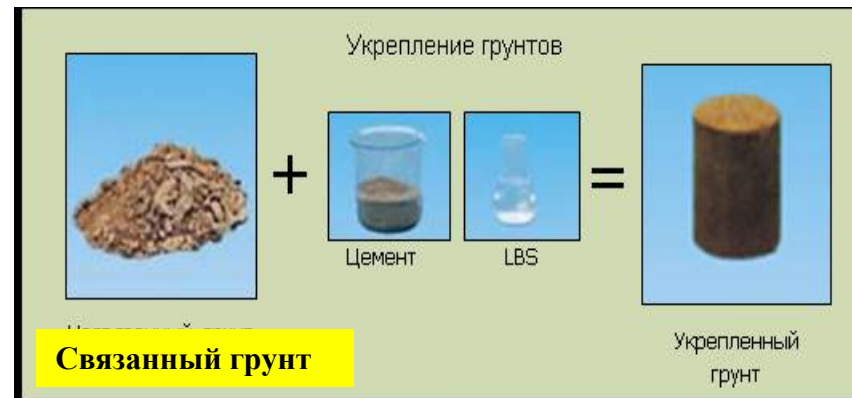 Укрепление грунтов
+
=
Цемент
LBS
Связанный грунт
Укрепленный
грунт